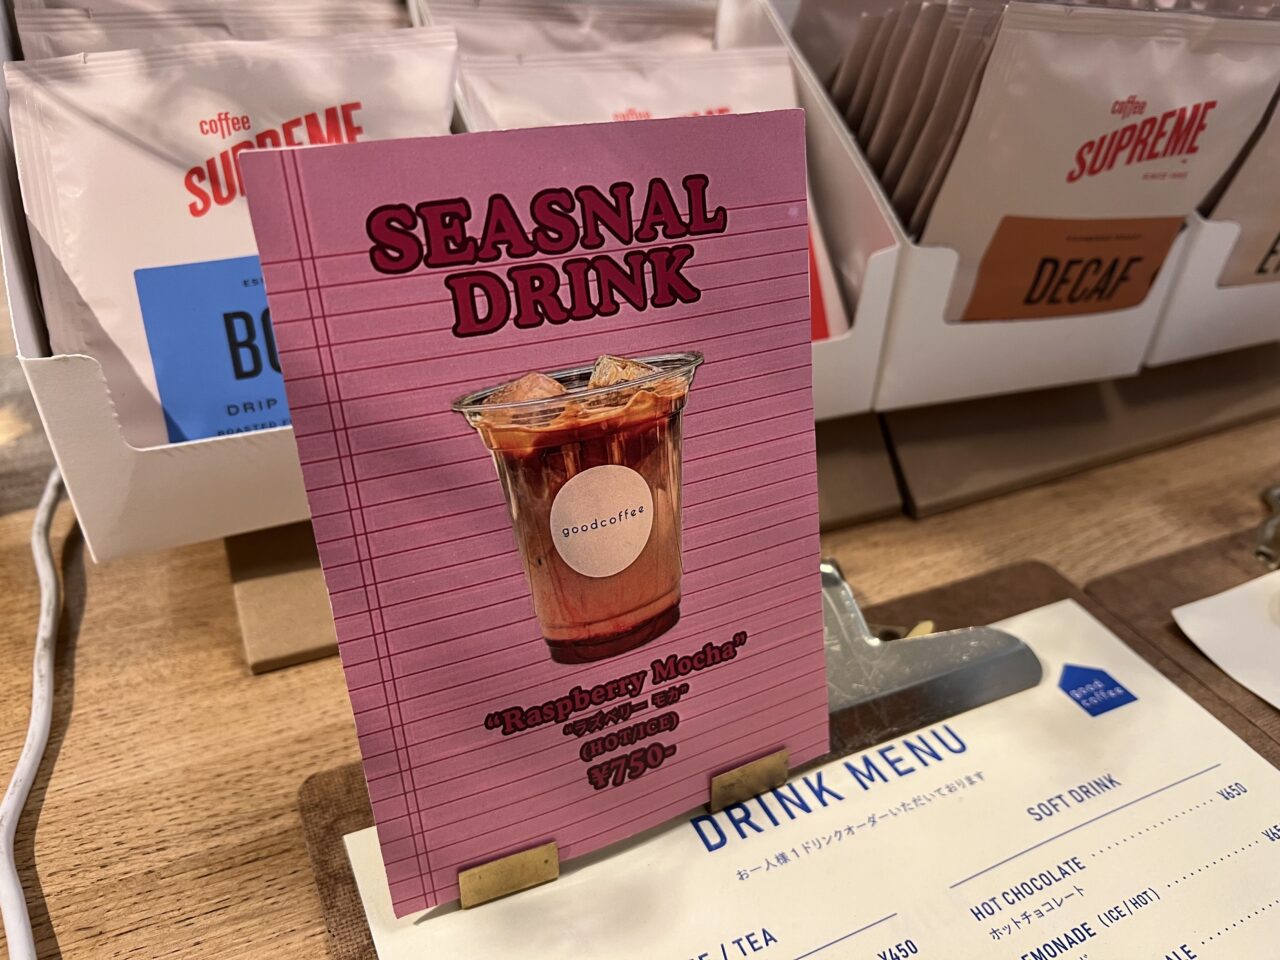 coffee
SUPREME
DRIP
coffee
SUPREME
DECAF
SEASNAL
DRINK
goodcoffee
“Raspberry Mocha”
“ラズベリー モカ”
(HOT/ICE)
¥750-
good
coffee
DRINK MENU
お一人様1ドリンクオーダーいただいております
/ TEA
¥450
SOFT DRINK
HOT CHOCOLATE ¥650
ホットチョコレート
(ICE/HOT)